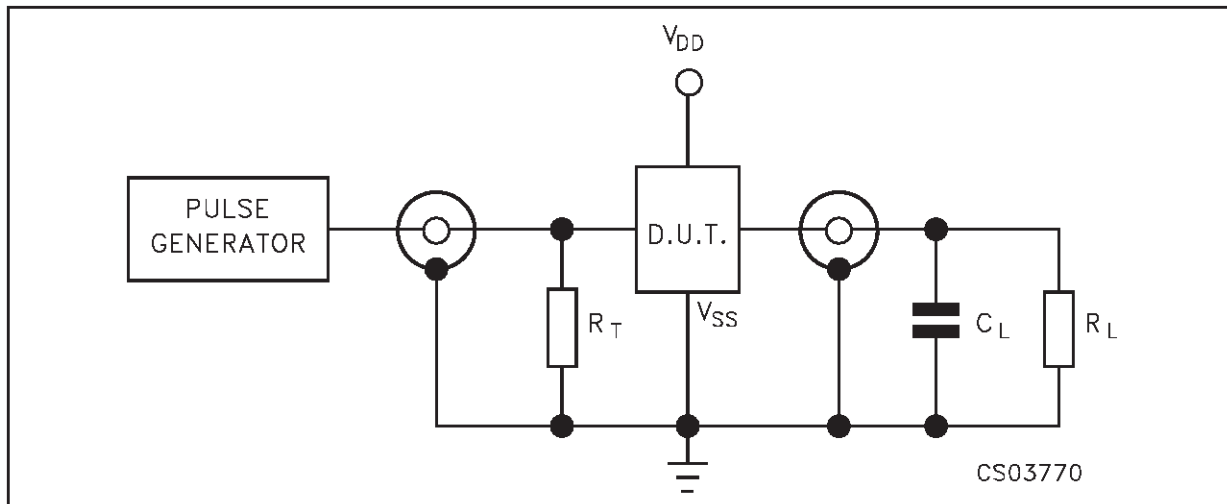 VDD
PULSE
GENERATOR
D.U.T.
VSS
RT
CL
RL
CS03770